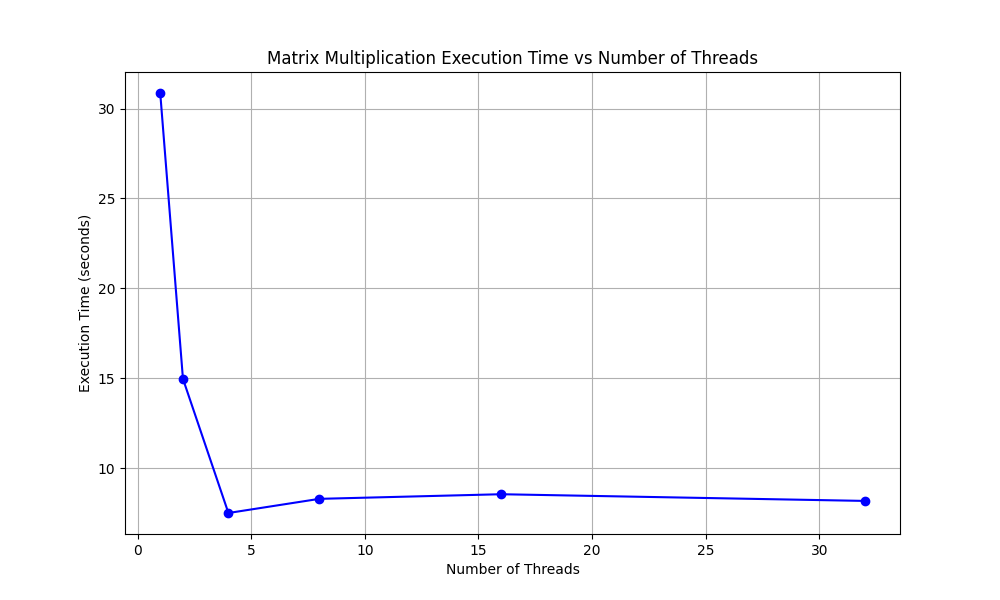 Matrix Multiplication Execution Time vs Number of Threads
30
25
20
15
10
Execution Time (seconds)
0 5 10 15 20 25 30
Number of Threads